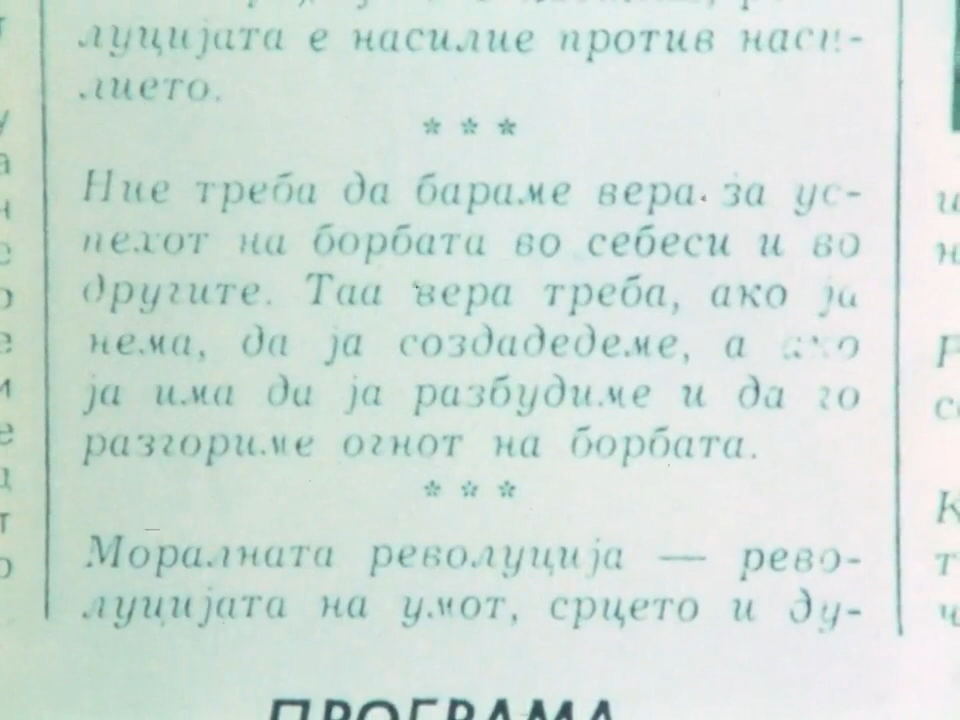 луцијата е насилие против наси-
лието.
* * *
Ние треба да бараме вера за ус-
пехот на борбата во себеси и во
другите. Таа вера треба, ако ја
нема, да ја создадедеме, а ако
ја има да ја разбудиме и да го
разгориме огнот на борбата.
* * *
Моралната револуција — рево-
луцијата на умот, срцето и ду-
ПРОГРАМА